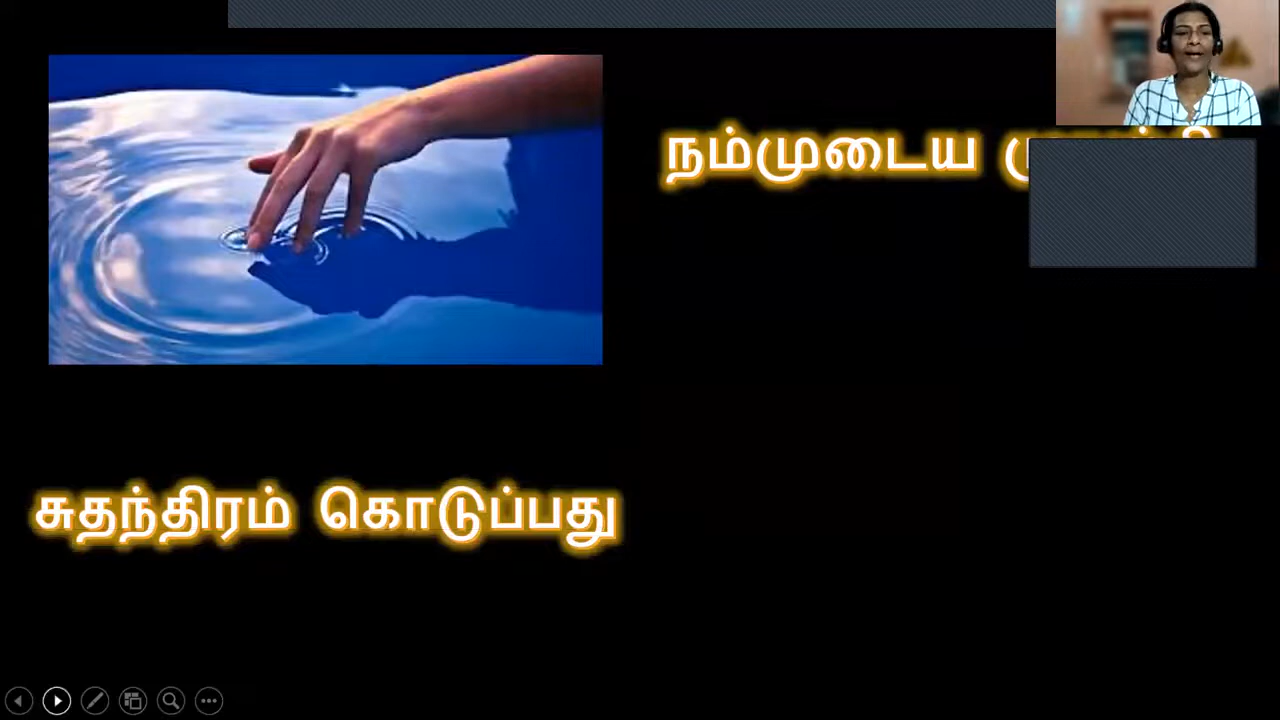 நம்முடைய
சுதந்திரம் கொடுப்பது